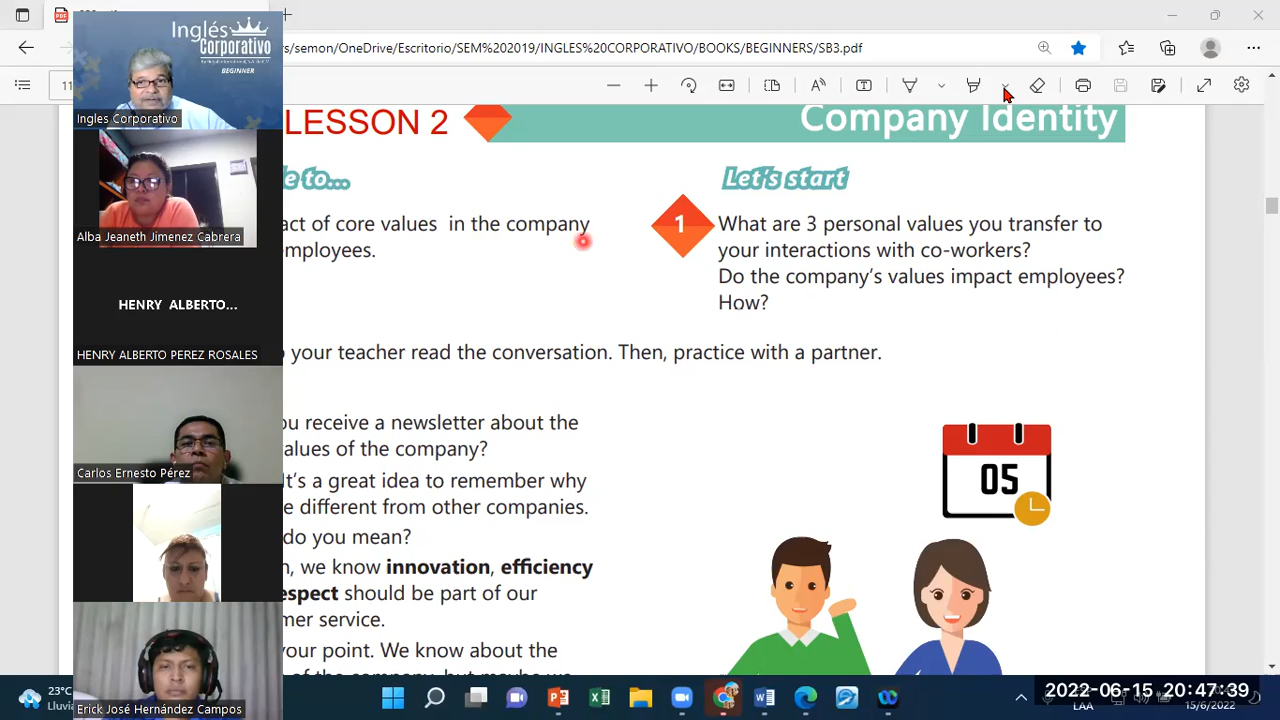 Inglés
Corporativo
BEGINNER
Ingles Corporativo
Alba Jeaneth Jimenez Cabrera
HENRY ALBERTO...
HENRY ALBERTO PEREZ ROSALES
Carlos Ernesto Pérez
Erick José Hernández Campos
rs/semon/OneDrive/Escritorio/SEM%202019/INGLES%20CORPORATIVO/BOOKS/BEGINNERS/SB3.pdf
11
LESSON 2
Company Identity
e to...
act of core values in the company
employees.
Let's start
1
What are 3 personal values you transfer to
your interactions with co-workers?
Do the company's values impact employees?
How?
your teacher read the conversation. Then, practice with a partner.
ou receive a newsletter about the
alues of the company?
It's a great idea to remember why
e different from other companies.
do you mean?
n, we know innovation, efficiency
espect should be part of our
mer service.
your point. We know about the
05
23°C
Lluvi
LAA
2022-06-15 20:47:39
15/6/2022